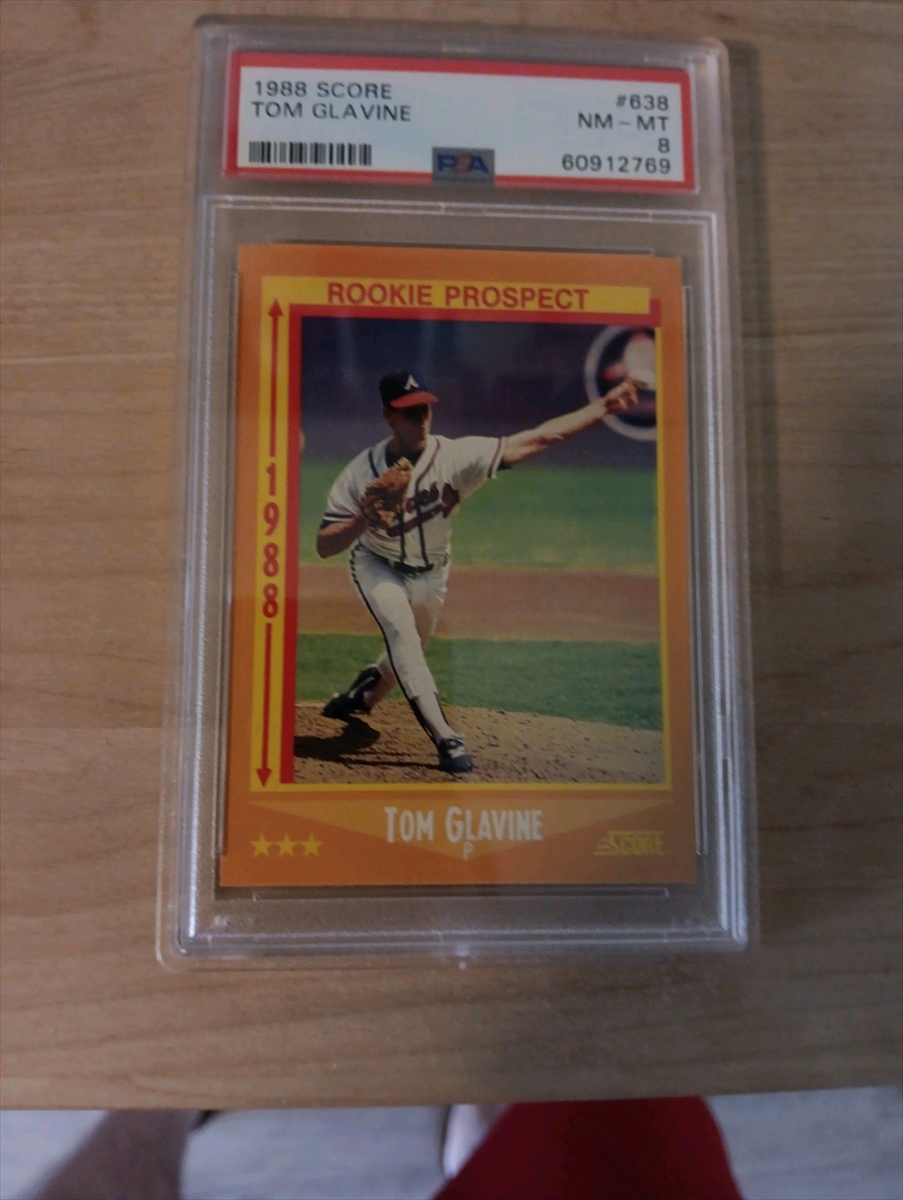 1988 SCORE
TOM GLAVINE
#638
NM - MT
8
60912769
PSA
ROOKIE PROSPECT
1988
A
TOM GLAVINE
P
SCORE